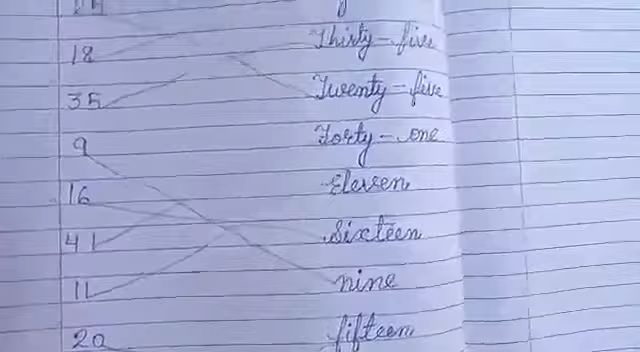 18 Thirty-five
35 Twenty-five
9 Forty-one
16 Eleven
41 Sixteen
11 nine
20 fifteen